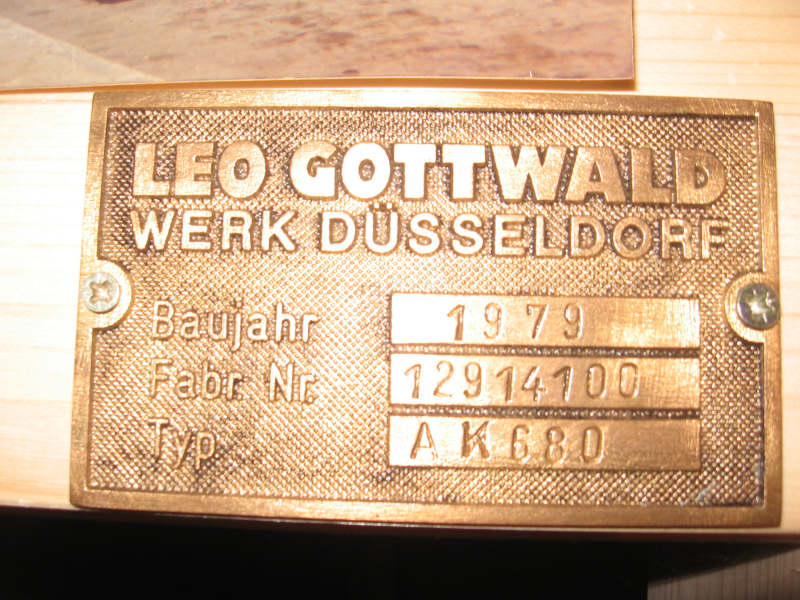 LEO GOTTWALD
WERK DÜSSELDORF
Baujahr 1979
Fabr. Nr. 12914100
Typ AK680